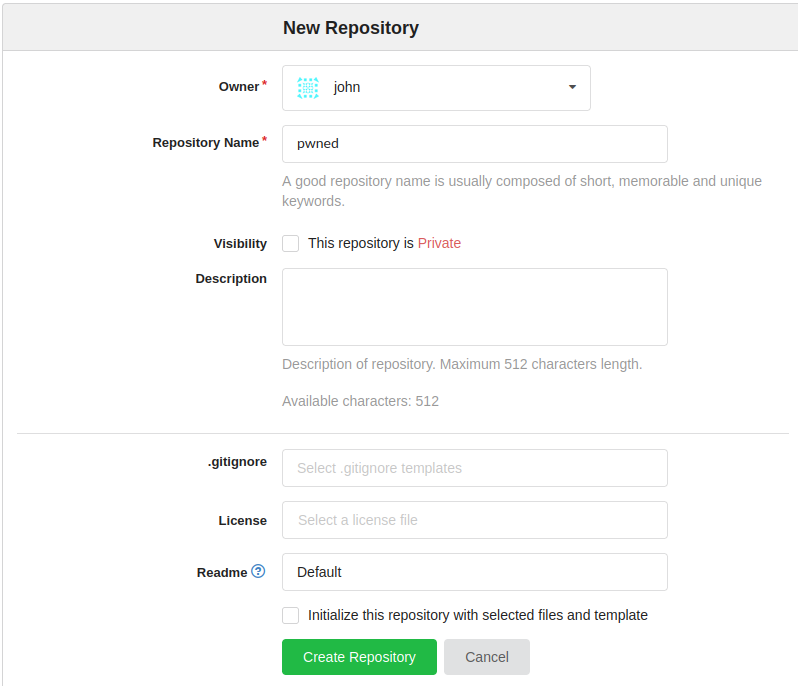 New Repository
Owner*
john
Repository Name*
pwned
A good repository name is usually composed of short, memorable and unique
keywords.
Visibility
This repository is Private
Description
Description of repository. Maximum 512 characters length.
Available characters: 512
.gitignore
Select .gitignore templates
License
Select a license file
Readme ?
Default
Initialize this repository with selected files and template
Create Repository
Cancel